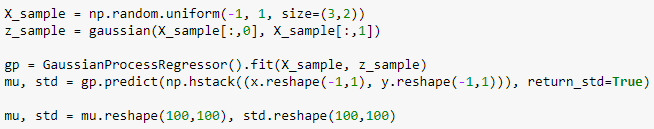 X_sample = np.random.uniform(-1, 1, size=(3,2))
z_sample = gaussian(X_sample[:,0], X_sample[:,1])
gp = GaussianProcessRegressor().fit(X_sample, z_sample)
mu, std = gp.predict(np.hstack((x.reshape(-1,1), y.reshape(-1,1))), return_std=True)
mu, std = mu.reshape(100,100), std.reshape(100,100)